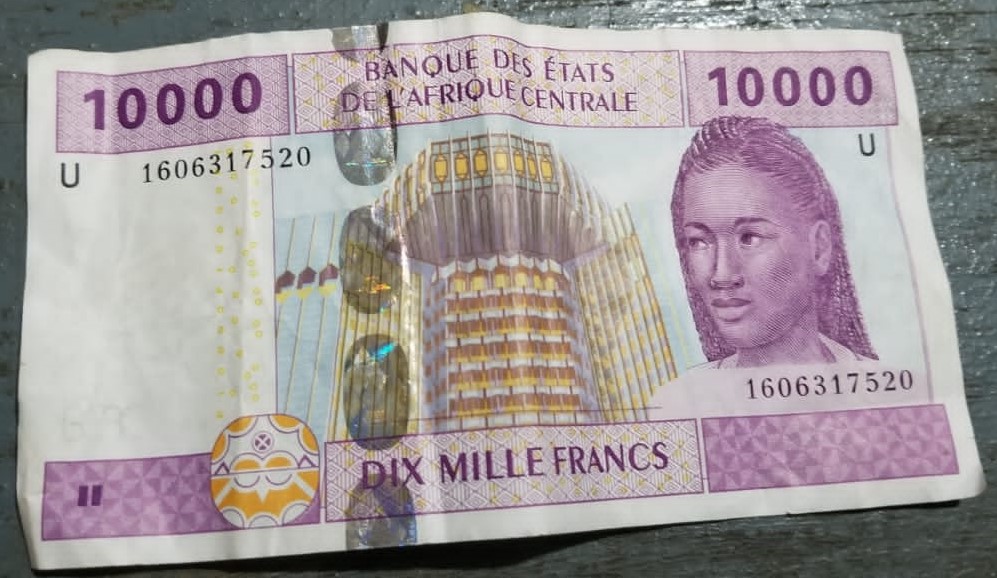 10000
BANQUE DES ÉTATS
DE L'AFRIQUE CENTRALE
10000
U
1606317520
U
1606317520
DIX MILLE FRANCS